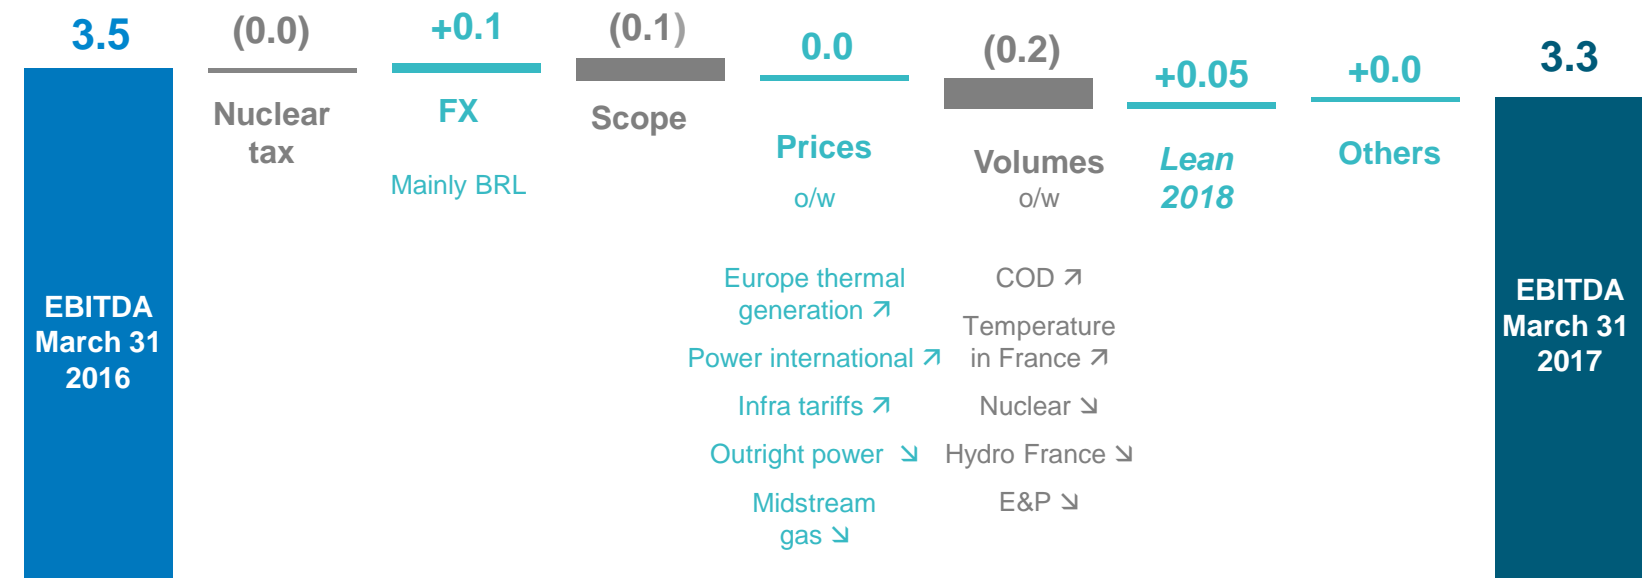 3.5
EBITDA
March 31
2016
(0.0)
Nuclear
tax
+0.1
FX
Mainly BRL
(0.1)
Scope
0.0
Prices
o/w
Europe thermal
generation ↗
Power international ↗
Infra tariffs ↗
Outright power ↘
Midstream
gas ↘
(0.2)
Volumes
o/w
COD ↗
Temperature
in France ↗
Nuclear ↘
Hydro France ↘
E&P ↘
+0.05
Lean
2018
+0.0
Others
3.3
EBITDA
March 31
2017